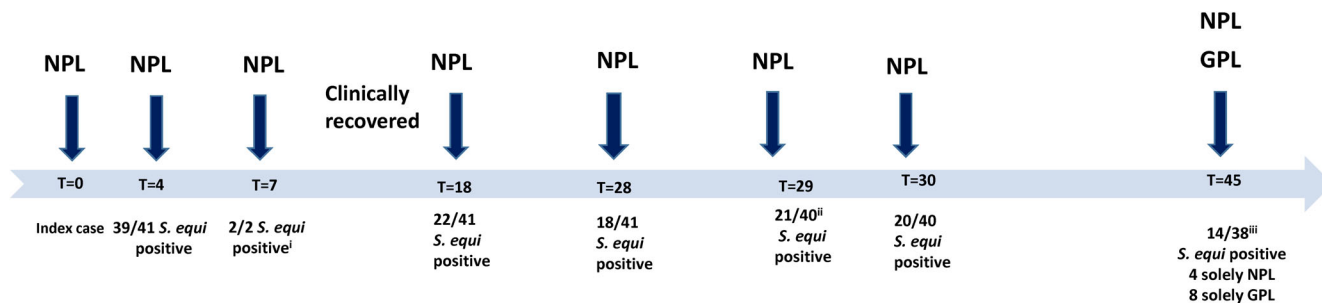 NPL
GPL
NPL NPL NPL NPL NPL NPL NPL
Clinically
recovered
T=0 T=4 T=7 T=18 T=28 T=29 T=30 T=45
Index case
39/41 S. equi
positive
2/2 S. equi
positiveⁱ
22/41
S. equi
positive
18/41
S. equi
positive
21/40ⁱⁱ
S. equi
positive
20/40
S. equi
positive
14/38ⁱⁱⁱ
S. equi positive
4 solely NPL
8 solely GPL